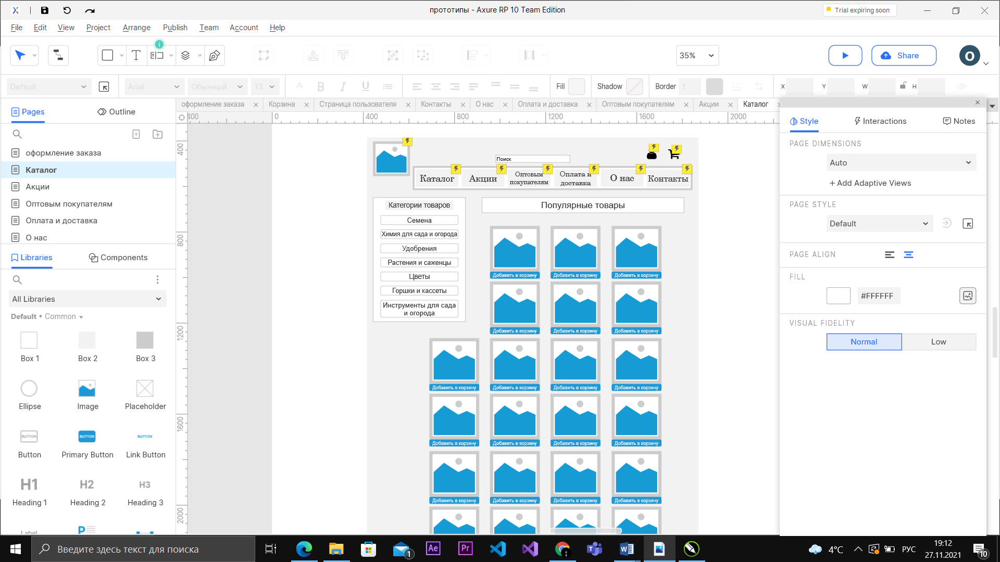 прототипы - Axure RP 10 Team Edition
Trial expiring soon
File Edit View Project Arrange Publish Team Account Help
35%
Share
O
Default
Arial
Обычный
13
Fill
Shadow
Border
1
X
Y
W
H
Pages
Outline
оформление заказа
Корзина
Страница пользователя
Контакты
О нас
Оплата и доставка
Оптовым покупателям
Акции
Каталог
400 0 400 800 1200 1600 2000
оформление заказа
Каталог
Акции
Оптовым покупателям
Оплата и доставка
О нас
Libraries
Components
All Libraries
Default • Common
Box 1
Box 2
Box 3
Ellipse
Image
Placeholder
BUTTON
BUTTON
BUTTON
Button
Primary Button
Link Button
H1
H2
H3
Heading 1
Heading 2
Heading 3
Label
P
400
800
1200
1600
2000
Поиск
Каталог
Акции
Оптовым
покупателям
Оплата и
доставка
О нас
Контакты
Категории товаров
Семена
Химия для сада и огорода
Удобрения
Растения и саженцы
Цветы
Горшки и кассеты
Инструменты для сада
и огорода
Популярные товары
Добавить в корзину Добавить в корзину Добавить в корзину
Добавить в корзину Добавить в корзину Добавить в корзину
Добавить в корзину Добавить в корзину Добавить в корзину Добавить в корзину
Добавить в корзину Добавить в корзину Добавить в корзину Добавить в корзину
Добавить в корзину Добавить в корзину Добавить в корзину Добавить в корзину
Style
Interactions
Notes
PAGE DIMENSIONS
Auto
+ Add Adaptive Views
PAGE STYLE
Default
PAGE ALIGN
FILL
#FFFFFF
VISUAL FIDELITY
Normal
Low
Введите здесь текст для поиска
1
Ae
Pr
4°C
РУС
19:12
27.11.2021
10